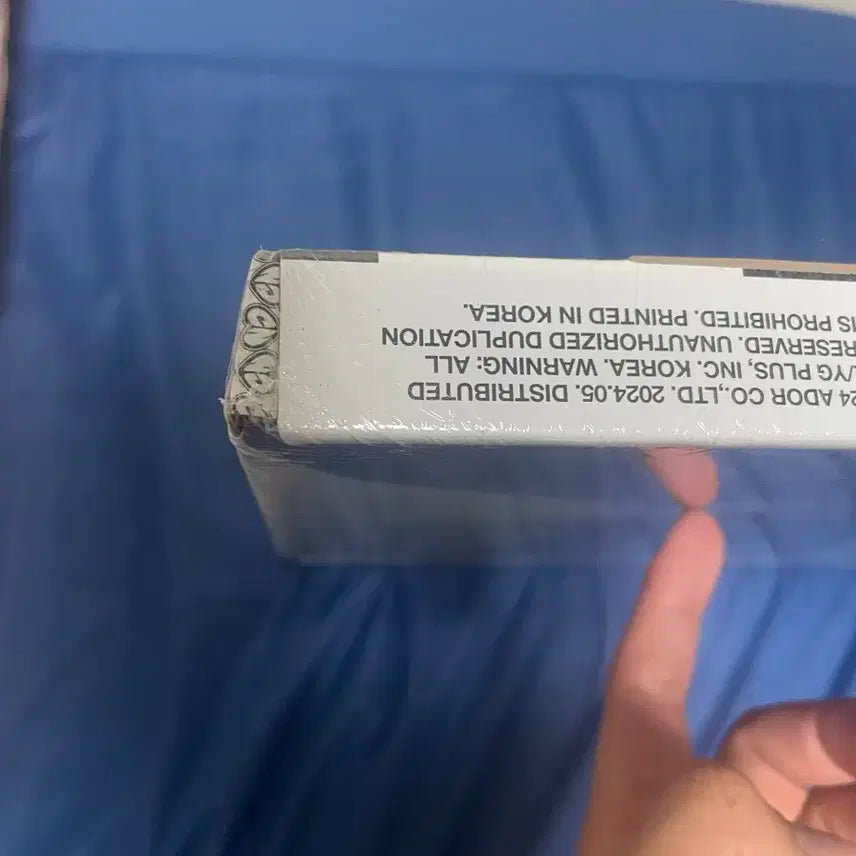 24 ADOR CO.,LTD. 2024.05. DISTRIBUTED
YG PLUS, INC. KOREA. WARNING: ALL
RESERVED. UNAUTHORIZED DUPLICATION
IS PROHIBITED. PRINTED IN KOREA.